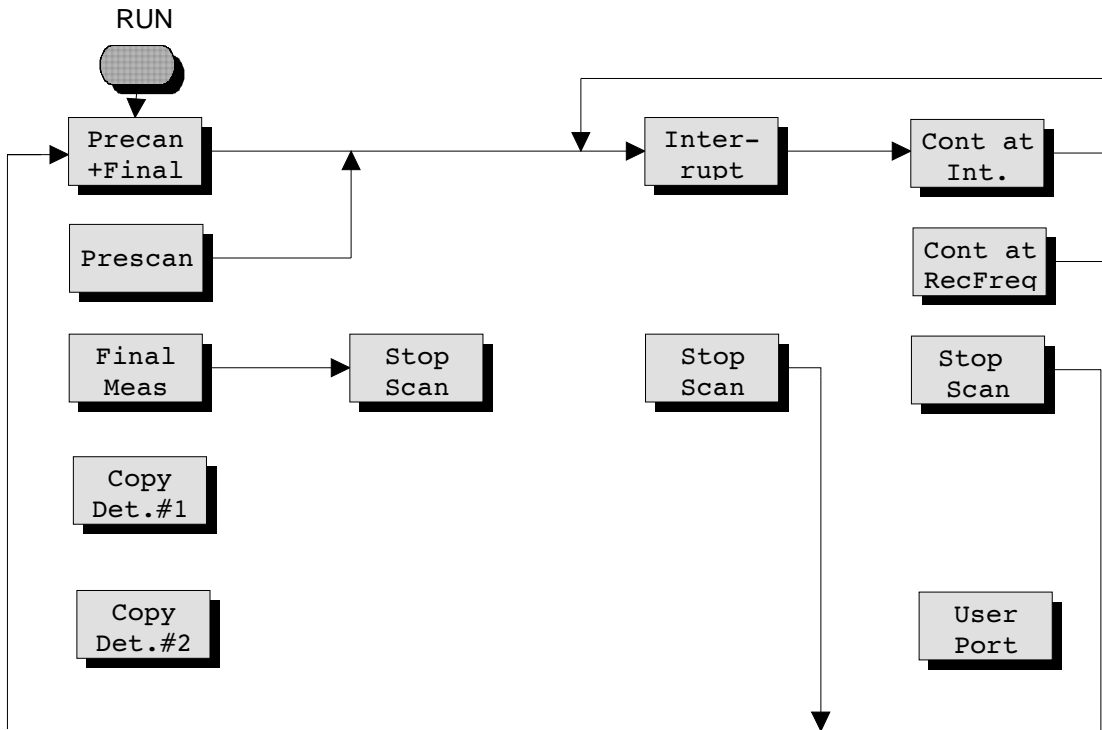 RUN
Precan
+Final
Inter-
rupt
Cont at
Int.
Prescan
Cont at
RecFreq
Final
Meas
Stop
Scan
Stop
Scan
Stop
Scan
Copy
Det.#1
Copy
Det.#2
User
Port